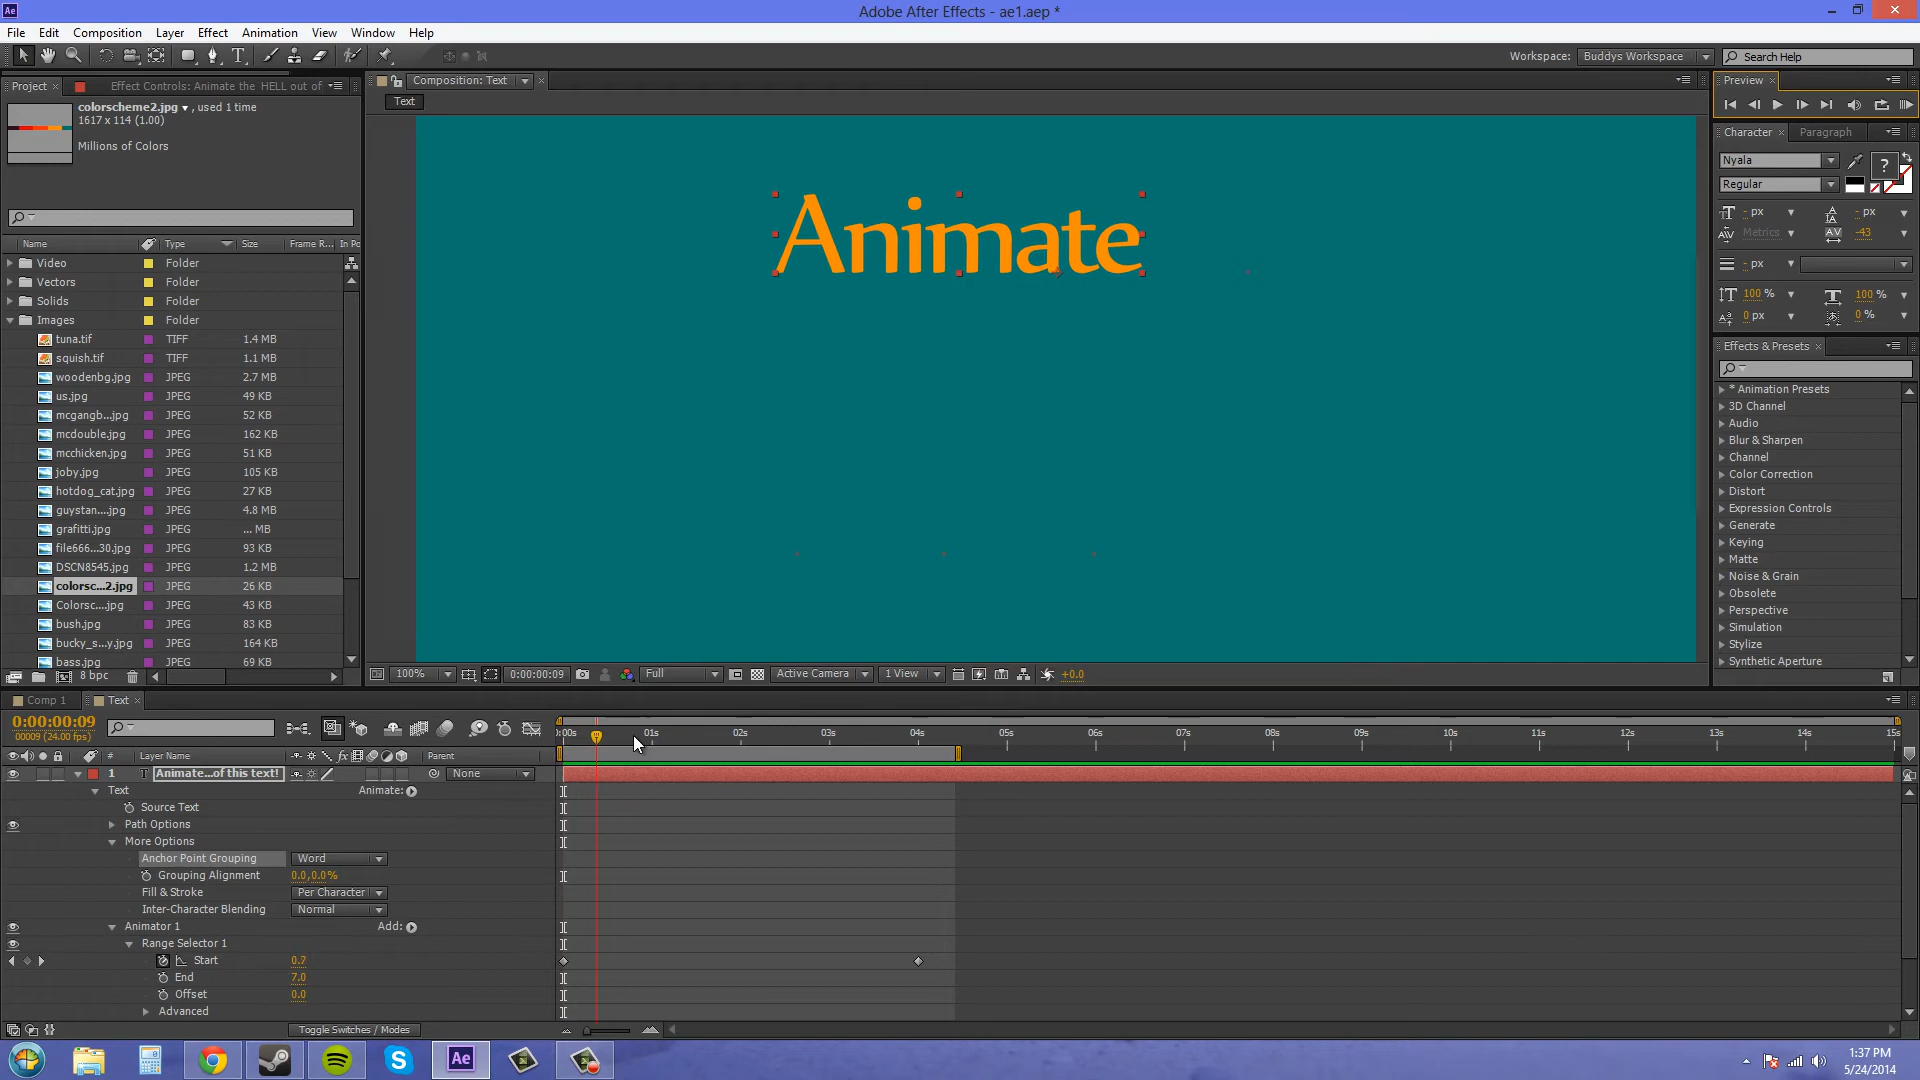 Ae
Adobe After Effects - ae1.aep *
File Edit Composition Layer Effect Animation View Window Help
Workspace: Buddys Workspace Search Help
Project Effect Controls: Animate the HELL out of
colorscheme2.jpg , used 1 time
1617 x 114 (1.00)
Millions of Colors
Name Type Size Frame R... In Po
Video Folder
Vectors Folder
Solids Folder
Images Folder
tuna.tif TIFF 1.4 MB
squish.tif TIFF 1.1 MB
woodenbg.jpg JPEG 2.7 MB
us.jpg JPEG 49 KB
mcgangb...jpg JPEG 52 KB
mcdouble.jpg JPEG 162 KB
mcchicken.jpg JPEG 51 KB
joby.jpg JPEG 105 KB
hotdog_cat.jpg JPEG 27 KB
guystan....jpg JPEG 4.8 MB
grafitti.jpg JPEG ... MB
file666...30.jpg JPEG 93 KB
DSCN8545.jpg JPEG 1.2 MB
colorsc...2.jpg JPEG 26 KB
Colorsc....jpg JPEG 43 KB
bush.jpg JPEG 83 KB
bucky_s...y.jpg JPEG 164 KB
bass.jpg JPEG 69 KB
8 bpc
Composition: Text
Text
Animate
100% 0:00:00:09 Full Active Camera 1 View +0.0
Preview
Character Paragraph
Nyala
Regular
?
- px - px
Metrics -43
- px
100 % 100 %
0 px 0 %
Effects & Presets
* Animation Presets
3D Channel
Audio
Blur & Sharpen
Channel
Color Correction
Distort
Expression Controls
Generate
Keying
Matte
Noise & Grain
Obsolete
Perspective
Simulation
Stylize
Synthetic Aperture
Comp 1 Text
0:00:00:09
00009 (24.00 fps)
:00s 01s 02s 03s 04s 05s 06s 07s 08s 09s 10s 11s 12s 13s 14s 15s
# Layer Name fx Parent
1 T Animate...of this text! None
Text Animate:
Source Text
Path Options
More Options
Anchor Point Grouping Word
Grouping Alignment 0.0,0.0%
Fill & Stroke Per Character
Inter-Character Blending Normal
Animator 1 Add:
Range Selector 1
Start 0.7
End 7.0
Offset 0.0
Advanced
Toggle Switches / Modes
Ae
1:37 PM
5/24/2014